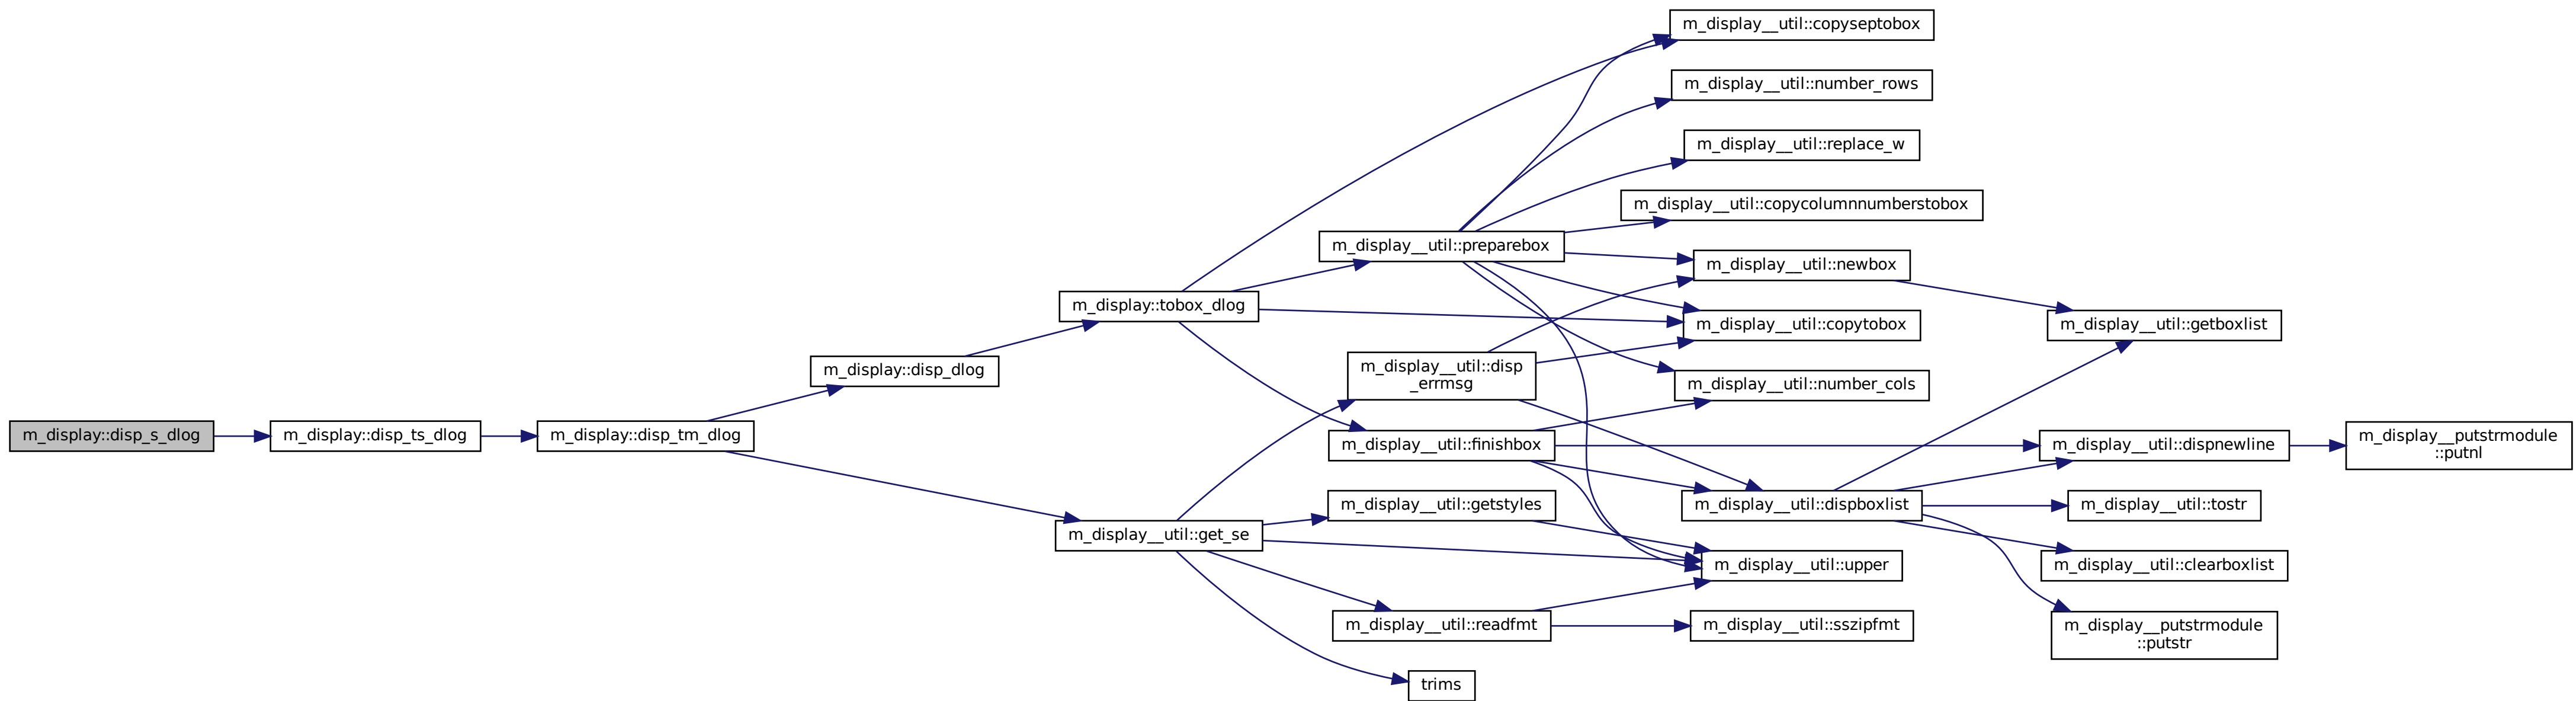 m_display::disp_s_dlog
m_display::disp_ts_dlog
m_display::disp_tm_dlog
m_display::disp_dlog
m_display::tobox_dlog
m_display__util::get_se
m_display__util::preparebox
m_display__util::disp
_errmsg
m_display__util::finishbox
m_display__util::getstyles
m_display__util::readfmt
trims
m_display__util::copyseptobox
m_display__util::number_rows
m_display__util::replace_w
m_display__util::copycolumnnumberstobox
m_display__util::newbox
m_display__util::copytobox
m_display__util::number_cols
m_display__util::dispboxlist
m_display__util::upper
m_display__util::sszipfmt
m_display__util::getboxlist
m_display__util::dispnewline
m_display__util::tostr
m_display__util::clearboxlist
m_display__putstrmodule
::putstr
m_display__putstrmodule
::putnl